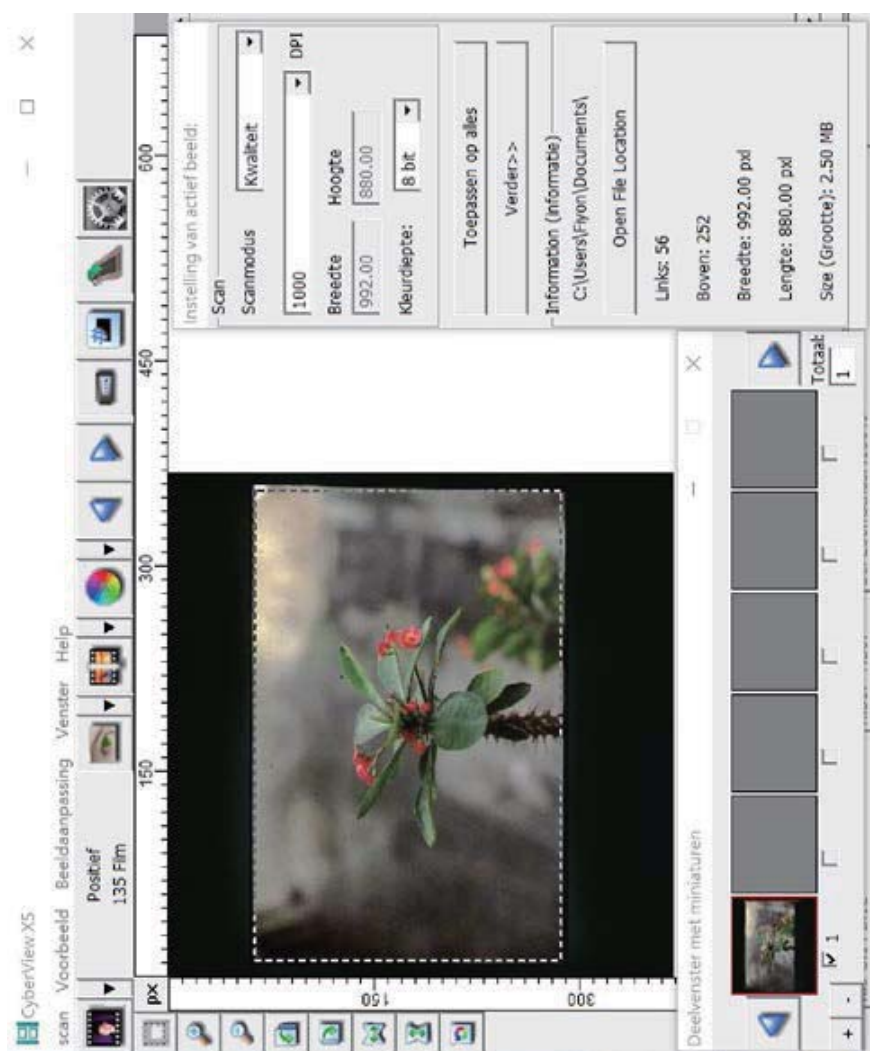 CyberView X5
scan Voorbeeld Beeldaanpassing Venster Help
Positief
135 Film
px
150
300
450
600
150
300
Instelling van actief beeld:
Scan
Scanmodus
Kwaliteit
1000
DPI
Breedte
Hoogte
992.00
880.00
Kleurdiepte:
8 bit
Toepassen op alles
Verder>>
Information (Informatie)
C:\Users\Fiyon\Documents\
Open File Location
Links: 56
Boven: 252
Breedte: 992.00 pxl
Lengte: 880.00 pxl
Size (Grootte): 2.50 MB
Deelvenster met miniaturen
1
Totaal:
1
+ -